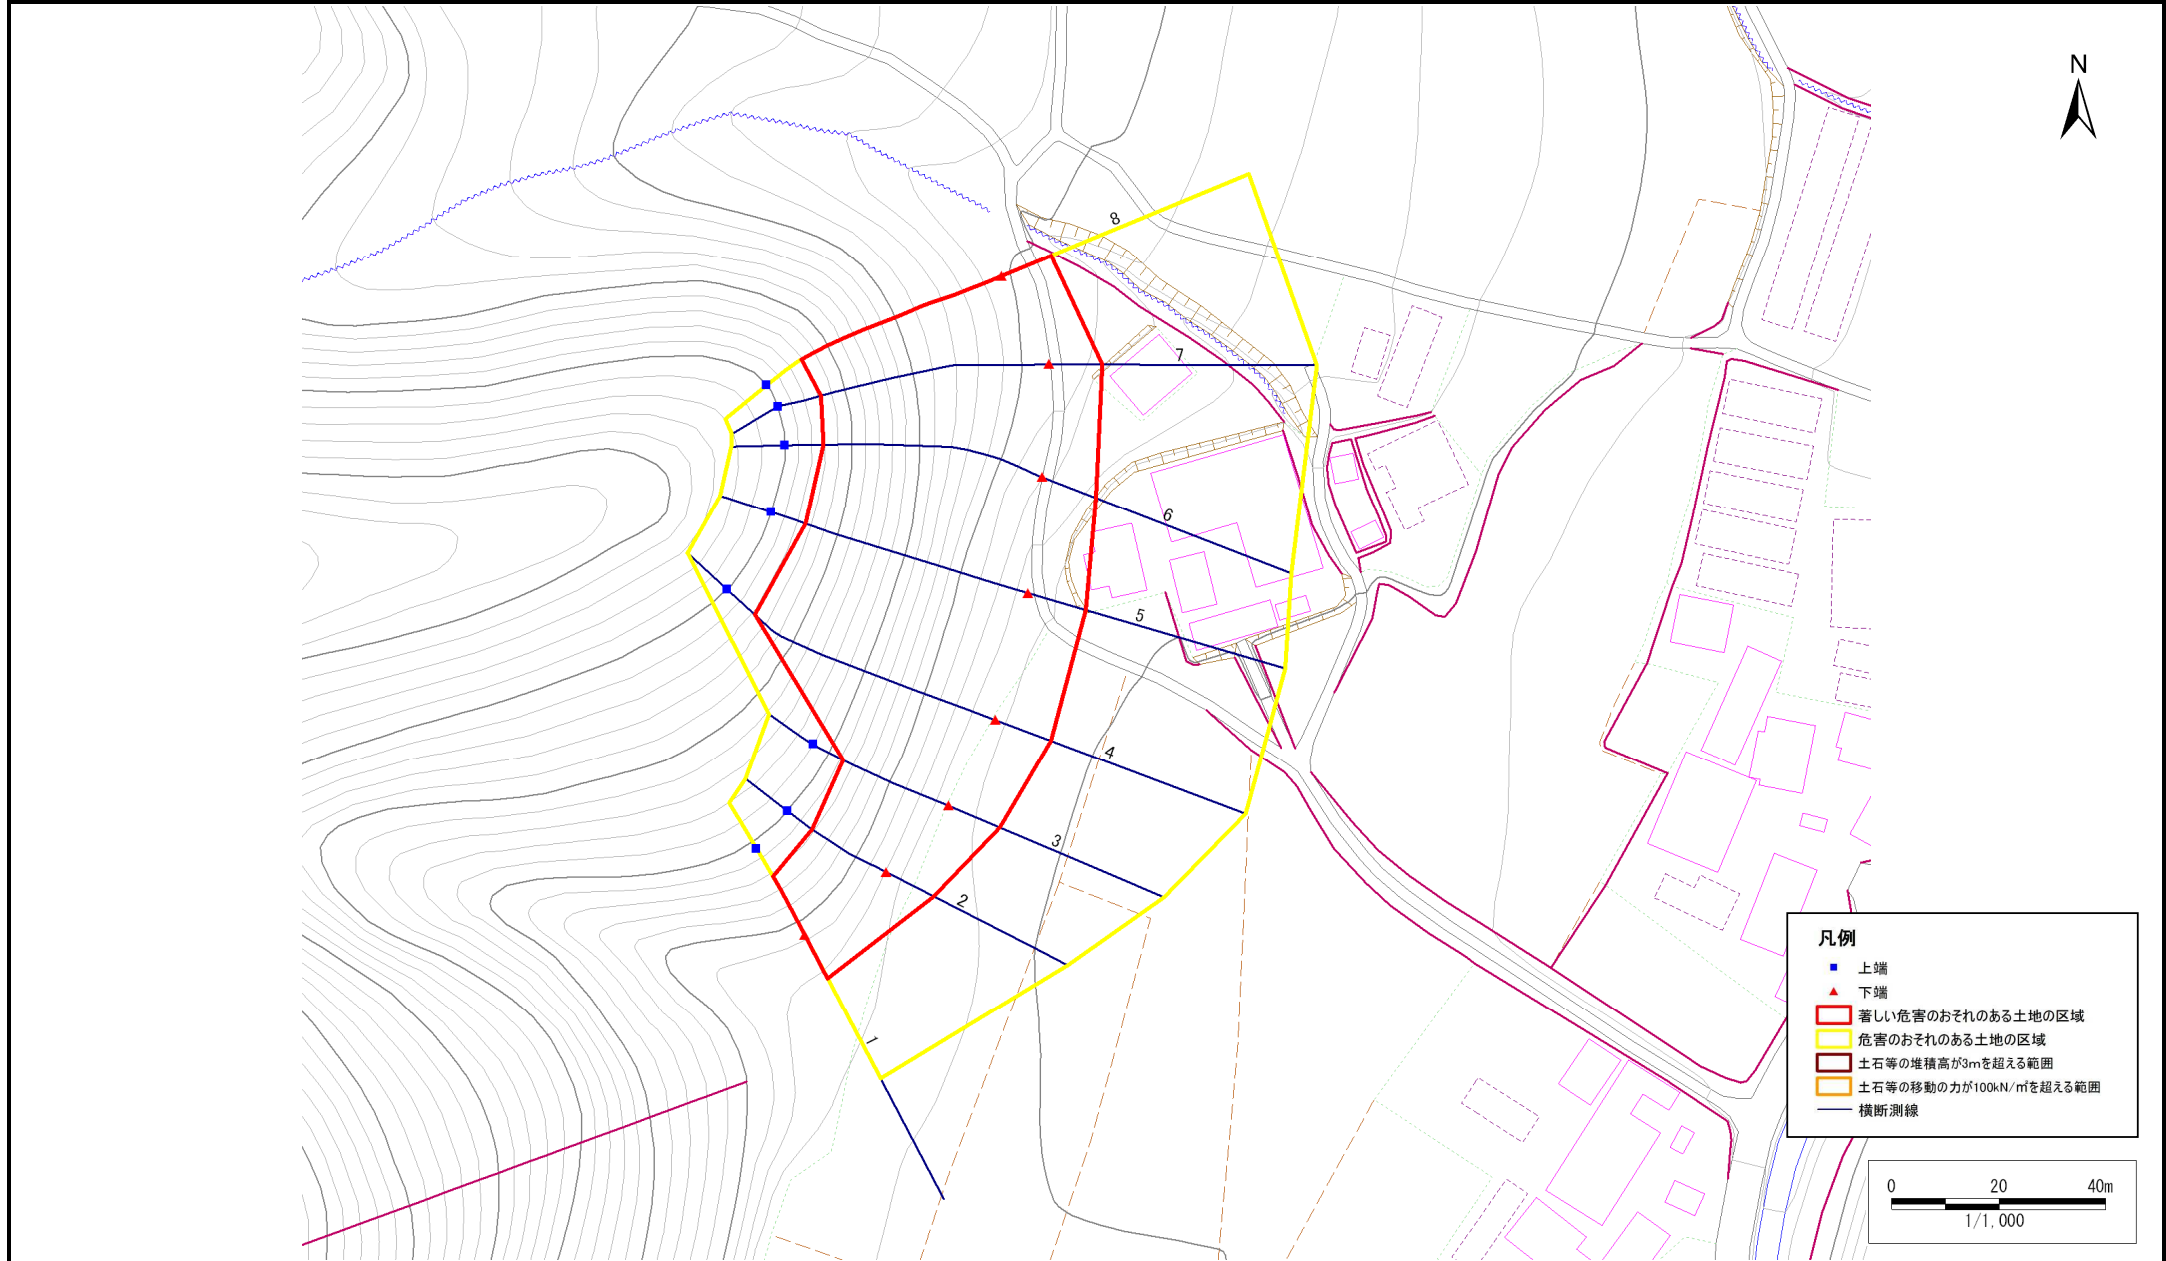 N
8
7
6
5
4
3
2
1
凡例
上端
下端
著しい危害のおそれのある土地の区域
危害のおそれのある土地の区域
土石等の堆積高が3mを超える範囲
土石等の移動の力が100kN/㎡を超える範囲
横断測線
0 20 40m
1/1,000